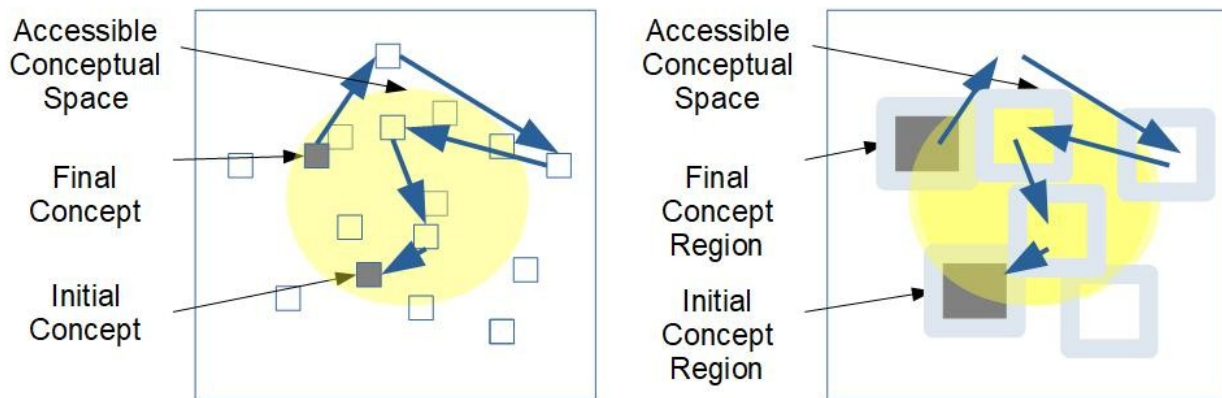 Accessible
Conceptual
Space
Final
Concept
Initial
Concept
Accessible
Conceptual
Space
Final
Concept
Region
Initial
Concept
Region